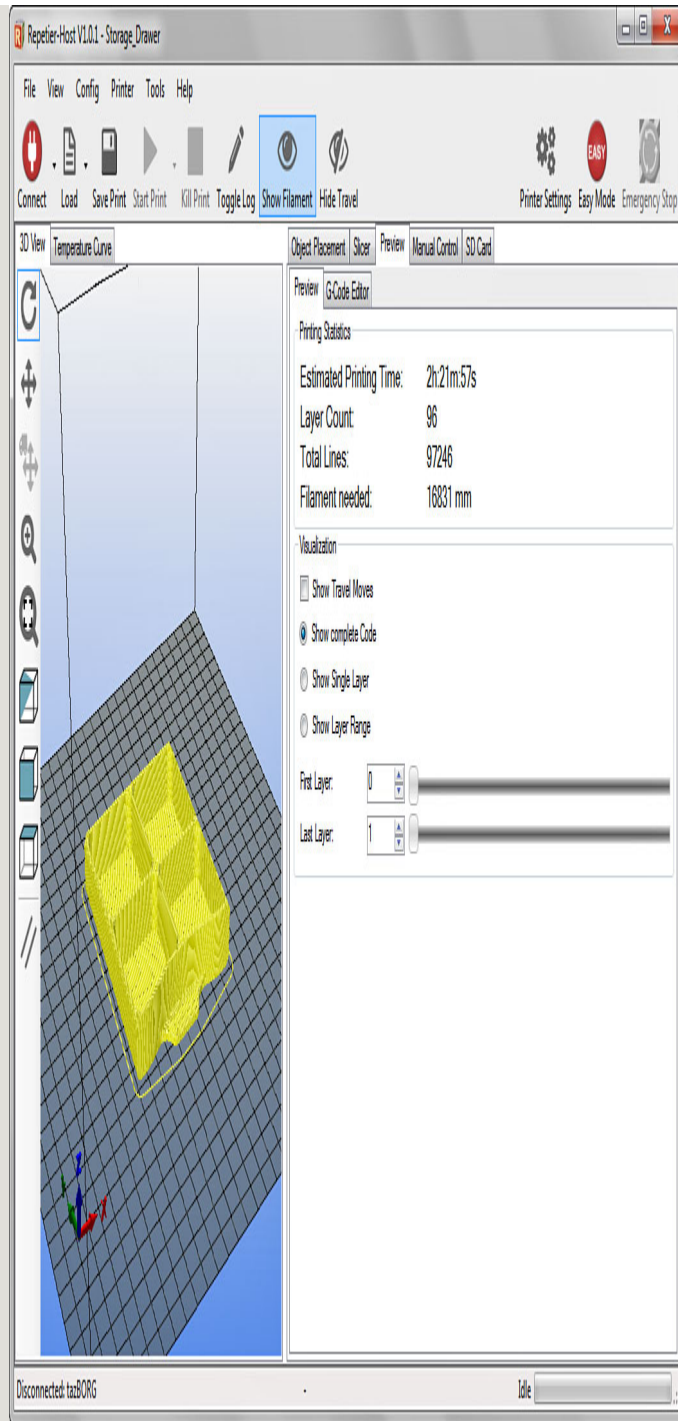 Repetier-Host V1.0.1 - Storage_Drawer
File View Config Printer Tools Help
EASY
Connect Load Save Print Start Print Kill Print Toggle Log Show Filament Hide Travel Printer Settings Easy Mode Emergency Stop
3D View Temperature Curve Object Placement Slicer Preview Manual Control SD Card
Preview G-Code Editor
Printing Statistics
Estimated Printing Time: 2h:21m:57s
Layer Count: 96
Total Lines: 97246
Filament needed: 16831 mm
Visualization
Show Travel Moves
Show complete Code
Show Single Layer
Show Layer Range
First Layer: 0
Last Layer: 1
Z
X
Disconnected: tazBORG - Idle